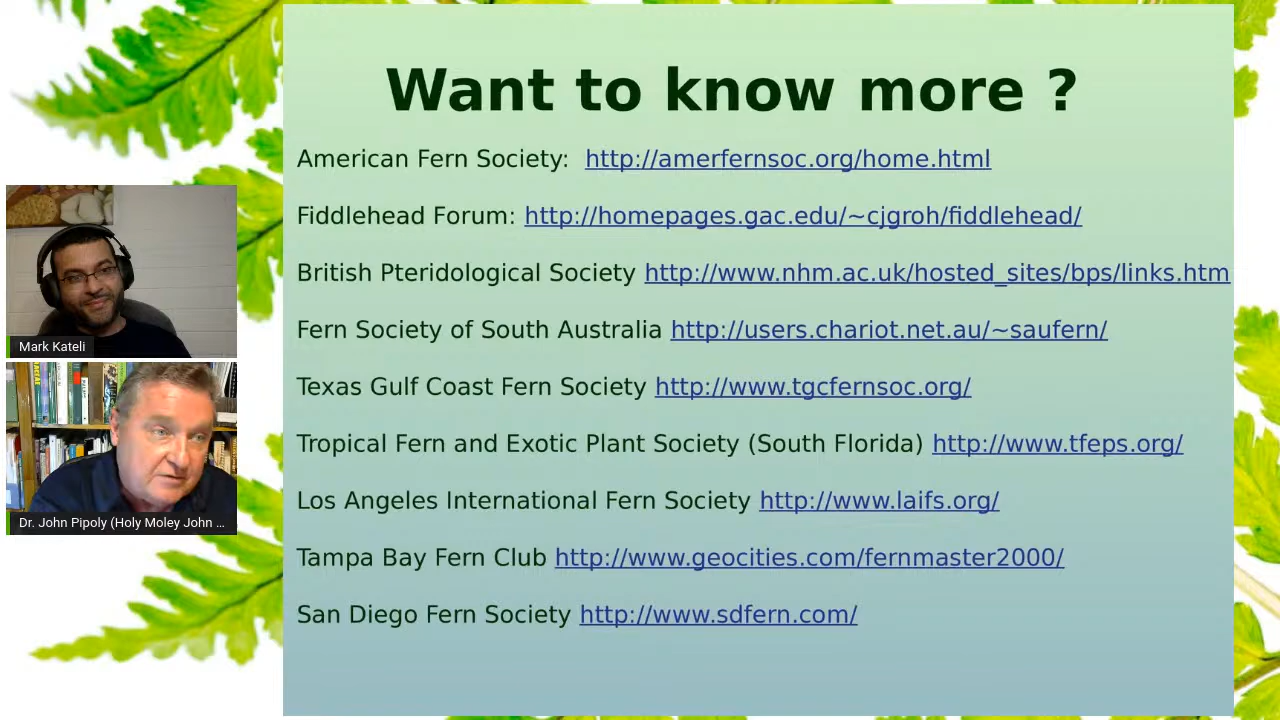 Want to know more ?
American Fern Society: http://amerfernsoc.org/home.html
Fiddlehead Forum: http://homepages.gac.edu/~cjgroh/fiddlehead/
British Pteridological Society http://www.nhm.ac.uk/hosted_sites/bps/links.htm
Fern Society of South Australia http://users.chariot.net.au/~saufern/
Texas Gulf Coast Fern Society http://www.tgcfernsoc.org/
Tropical Fern and Exotic Plant Society (South Florida) http://www.tfeps.org/
Los Angeles International Fern Society http://www.laifs.org/
Tampa Bay Fern Club http://www.geocities.com/fernmaster2000/
San Diego Fern Society http://www.sdfern.com/
Mark Kateli
Dr. John Pipoly (Holy Moley John ...